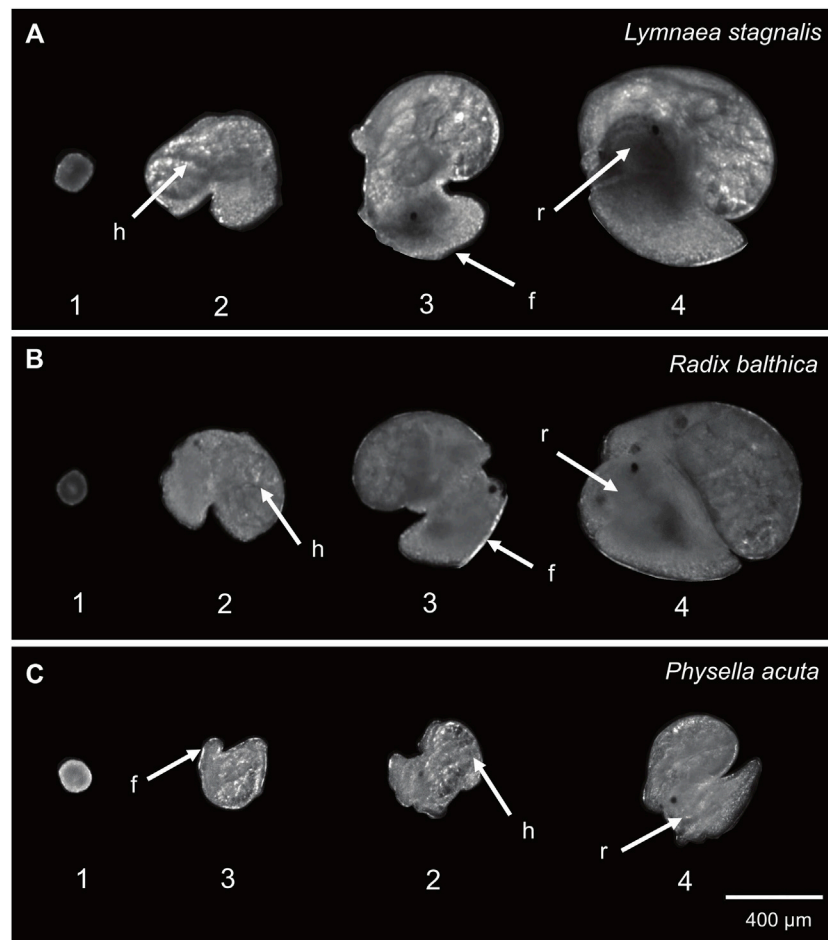 A
Lymnaea stagnalis
h
r
f
1 2 3 4
B
Radix balthica
r
h
f
1 2 3 4
C
Physella acuta
f
h
r
1 3 2 4
400 µm